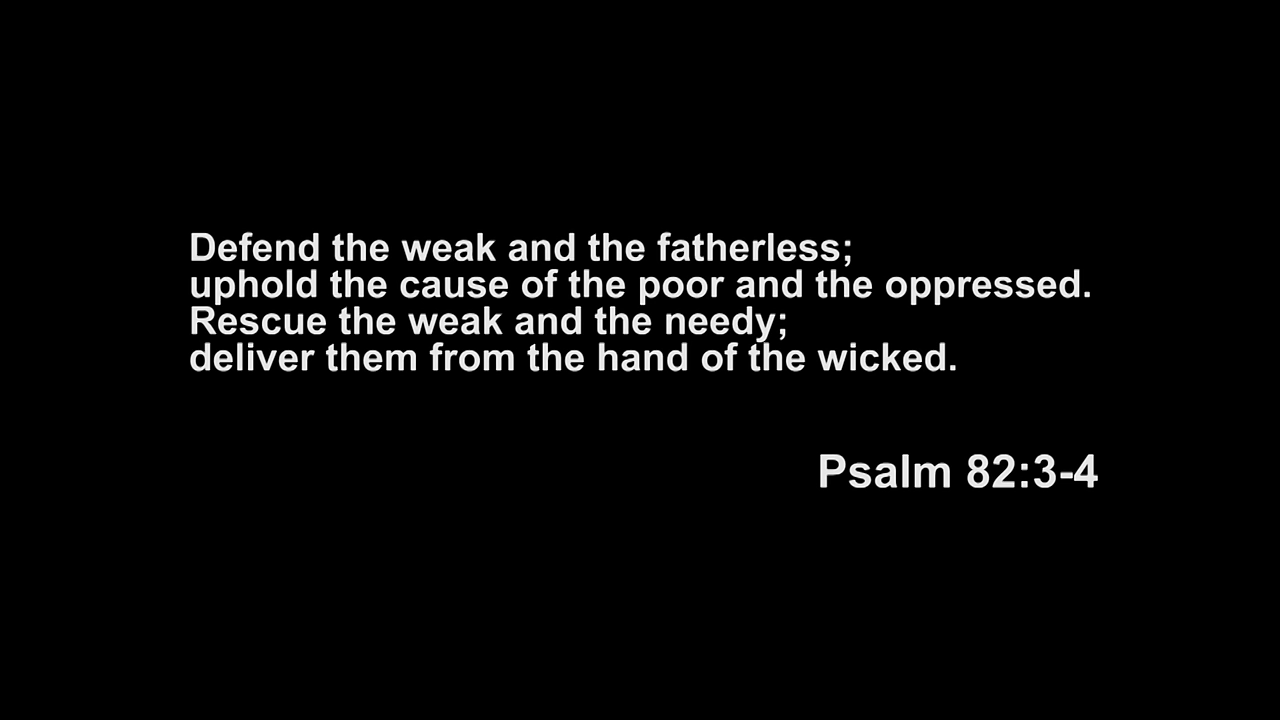 Defend the weak and the fatherless;
uphold the cause of the poor and the oppressed.
Rescue the weak and the needy;
deliver them from the hand of the wicked.
Psalm 82:3-4